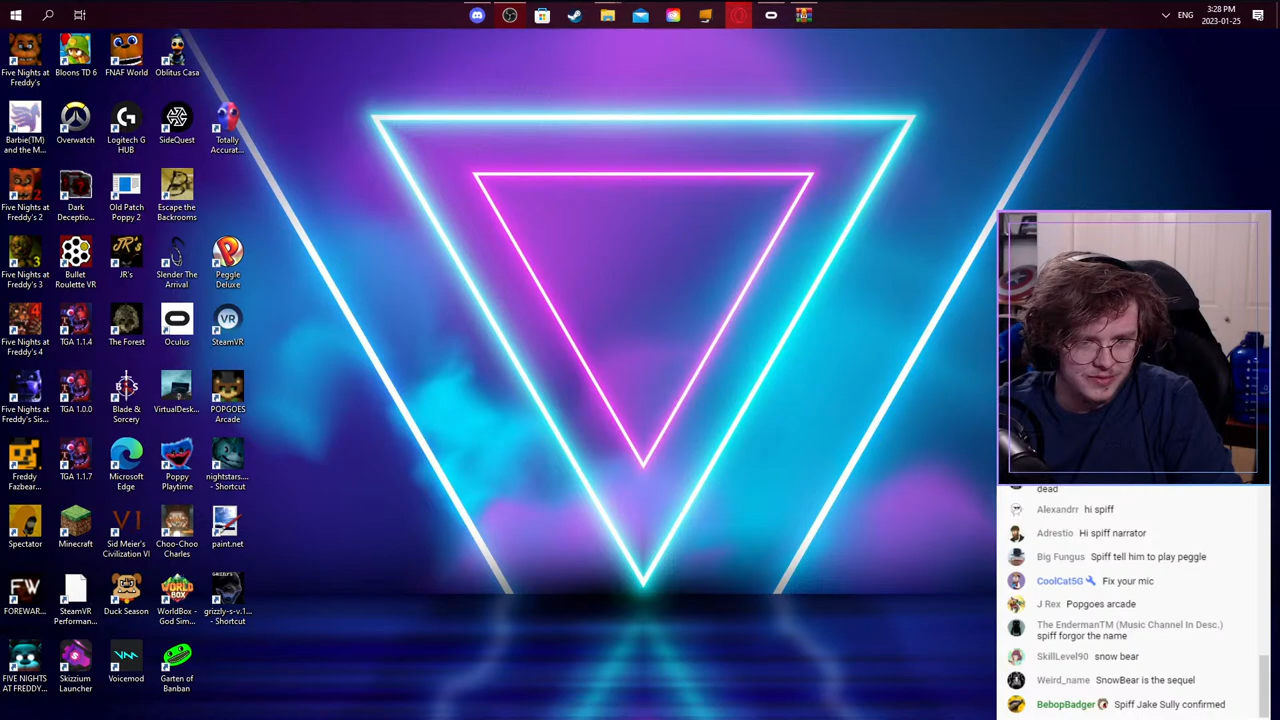 ENG
3:28 PM
2023-01-25
Five Nights at
Freddy's
Bloons TD 6
FNAF World
Oblitus Casa
Barbie(TM)
and the M...
Overwatch
Logitech G
HUB
SideQuest
Totally
Accurat...
Five Nights at
Freddy's 2
Dark
Deceptio...
Old Patch
Poppy 2
Escape the
Backrooms
Five Nights at
Freddy's 3
Bullet
Roulette VR
JR's
Slender The
Arrival
Peggle
Deluxe
Five Nights at
Freddy's 4
TGA 1.1.4
The Forest
Oculus
SteamVR
Five Nights at
Freddy's Sis...
TGA 1.0.0
Blade &
Sorcery
VirtualDesk...
POPGOES
Arcade
Freddy
Fazbear...
TGA 1.1.7
Microsoft
Edge
Poppy
Playtime
nightstars....
- Shortcut
Spectator
Minecraft
Sid Meier's
Civilization VI
Choo-Choo
Charles
paint.net
FOREWAR...
SteamVR
Performan...
Duck Season
WorldBox -
God Sim...
grizzly-s-v.1...
- Shortcut
FIVE NIGHTS
AT FREDDY...
Skizzium
Launcher
Voicemod
Garten of
Banban
dead
Alexandrr hi spiff
Adrestio Hi spiff narrator
Big Fungus Spiff tell him to play peggle
CoolCat5G Fix your mic
J Rex Popgoes arcade
The EndermanTM (Music Channel In Desc.)
spiff forgor the name
SkillLevel90 snow bear
Weird_name SnowBear is the sequel
BebopBadger Spiff Jake Sully confirmed